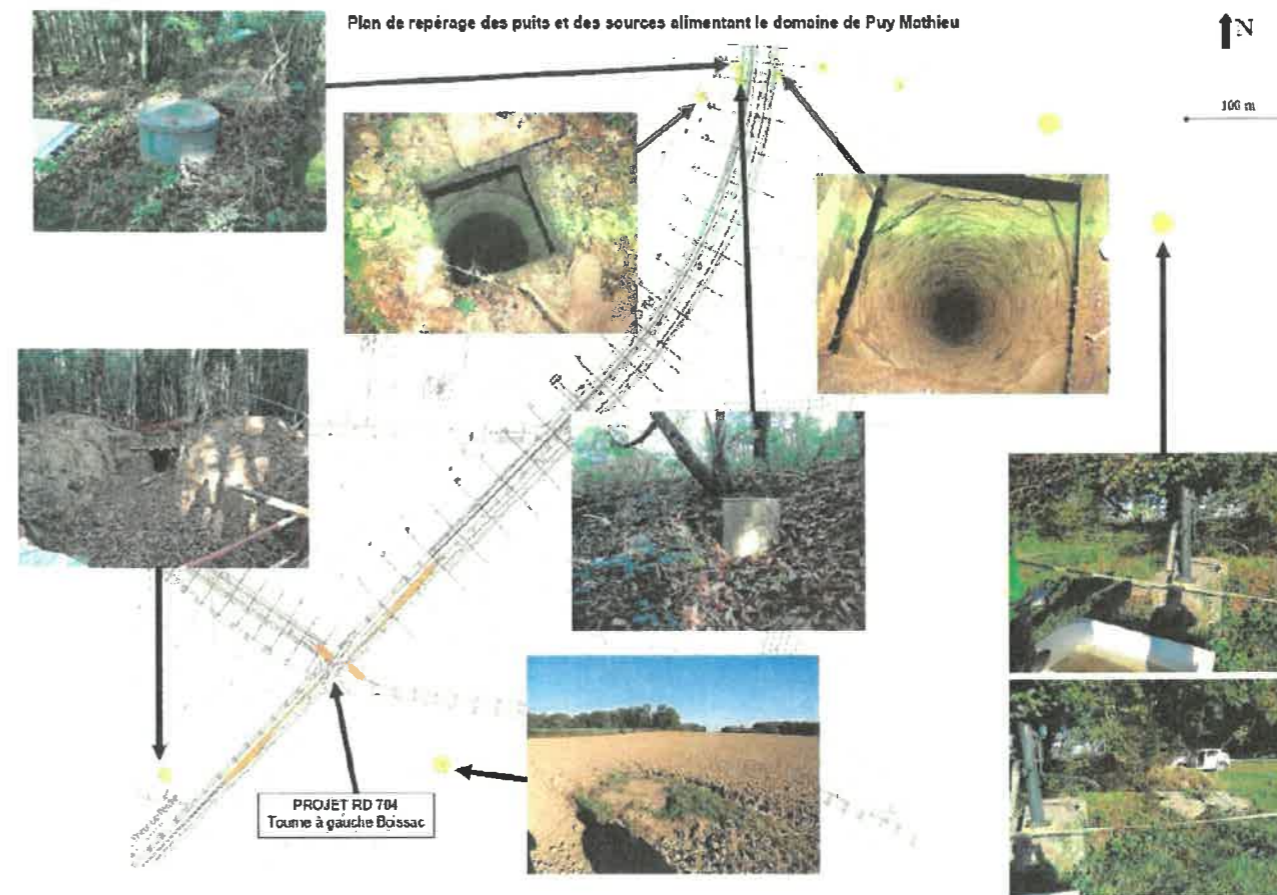 Plan de repérage des puits et des sources alimentant le domaine de Puy Mathieu
N
100 m
PROJET RD 704
Tourne à gauche Boissac